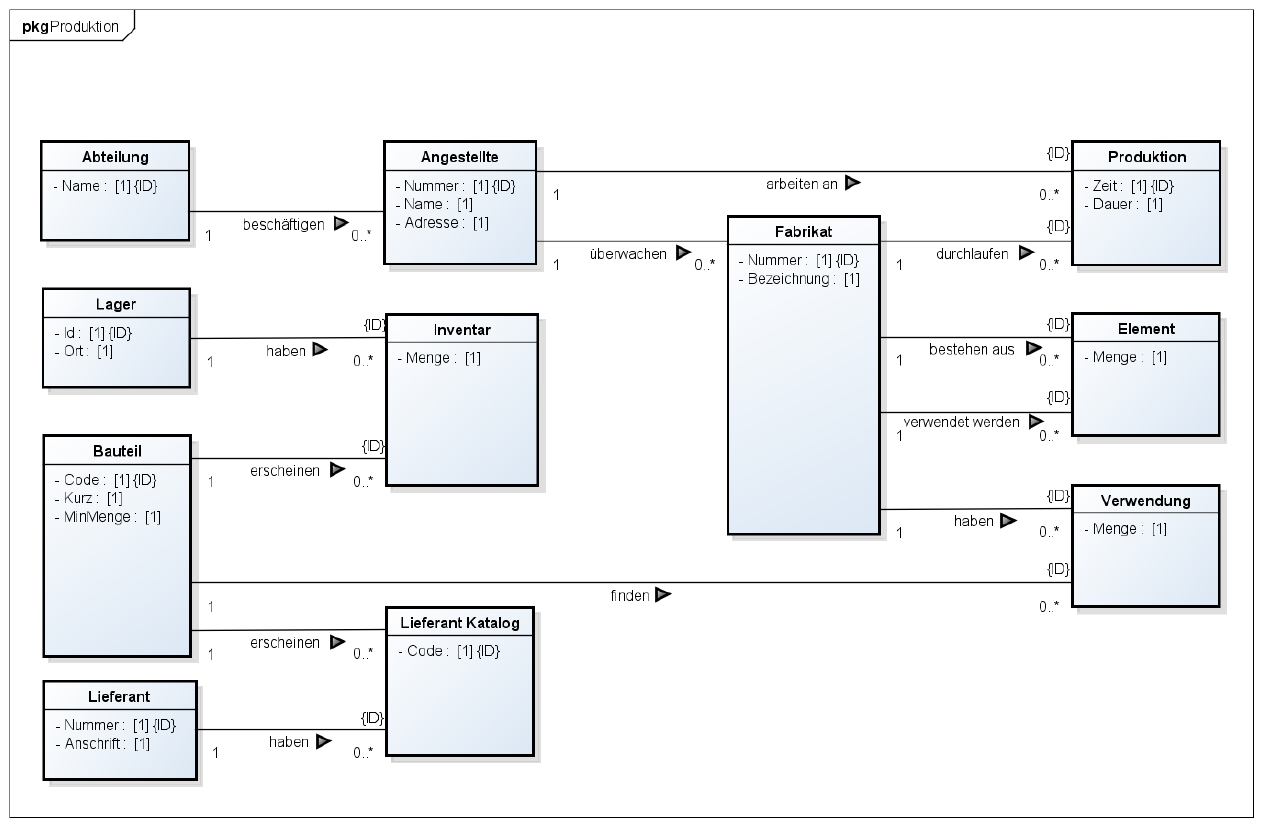 pkg Produktion
Abteilung
- Name : [1] {ID}
1
beschäftigen
0..*
Angestellte
- Nummer : [1] {ID}
- Name : [1]
- Adresse : [1]
1
arbeiten an
{ID}
0..*
1
überwachen
0..*
Produktion
- Zeit : [1] {ID}
- Dauer : [1]
Fabrikat
- Nummer : [1] {ID}
- Bezeichnung : [1]
{ID}
1
durchlaufen
0..*
Lager
- Id : [1] {ID}
- Ort : [1]
1
haben
{ID}
0..*
Inventar
- Menge : [1]
{ID}
1
bestehen aus
0..*
Element
- Menge : [1]
{ID}
verwendet werden
1
0..*
Bauteil
- Code : [1] {ID}
- Kurz : [1]
- MinMenge : [1]
{ID}
1
erscheinen
0..*
{ID}
1
haben
0..*
Verwendung
- Menge : [1]
{ID}
1
finden
0..*
1
erscheinen
0..*
Lieferant Katalog
- Code : [1] {ID}
Lieferant
- Nummer : [1] {ID}
- Anschrift : [1]
{ID}
1
haben
0..*